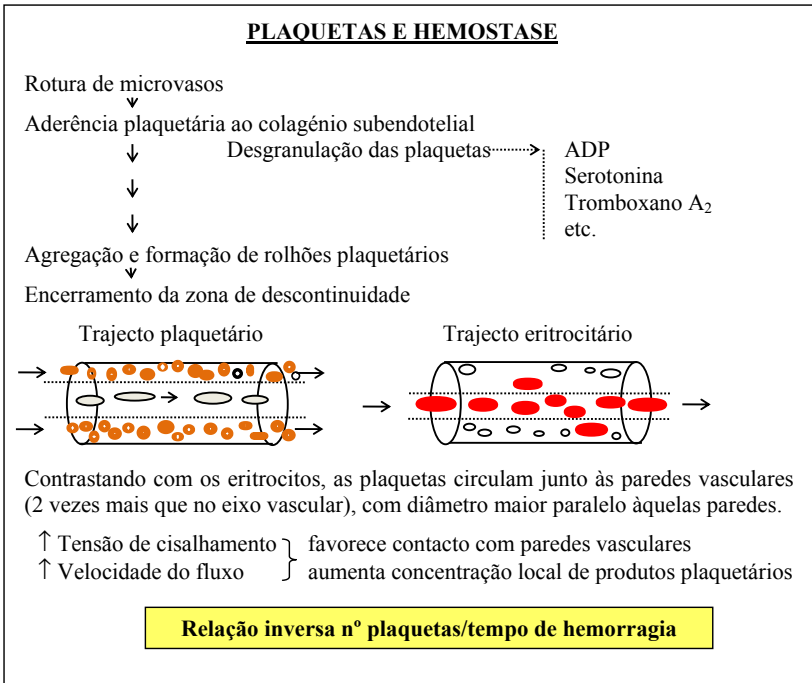 PLAQUETAS E HEMOSTASE
Rotura de microvasos
Aderência plaquetária ao colagénio subendotelial
Desgranulação das plaquetas
ADP
Serotonina
Tromboxano A₂
etc.
Agregação e formação de rolhões plaquetários
Encerramento da zona de descontinuidade
Trajecto plaquetário
Trajecto eritrocitário
Contrastando com os eritrocitos, as plaquetas circulam junto às paredes vasculares
(2 vezes mais que no eixo vascular), com diâmetro maior paralelo àquelas paredes.
↑ Tensão de cisalhamento
↑ Velocidade do fluxo
favorece contacto com paredes vasculares
aumenta concentração local de produtos plaquetários
Relação inversa nº plaquetas/tempo de hemorragia